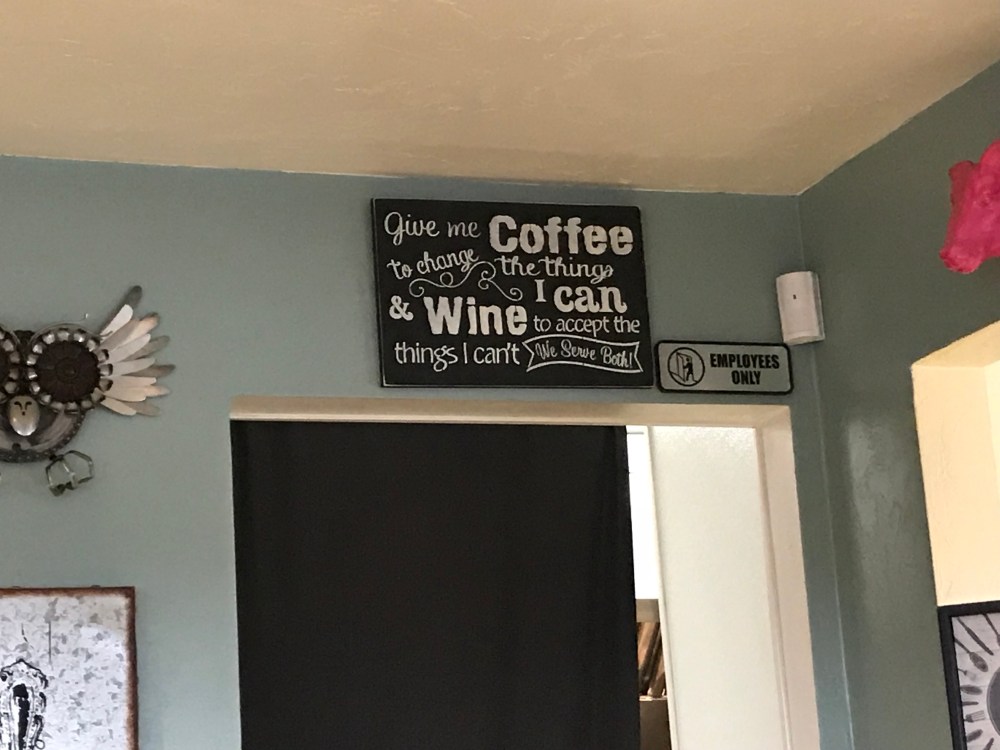 Give me Coffee
to change the things
I can
& Wine to accept the
things I can't We Serve Both!
EMPLOYEES
ONLY